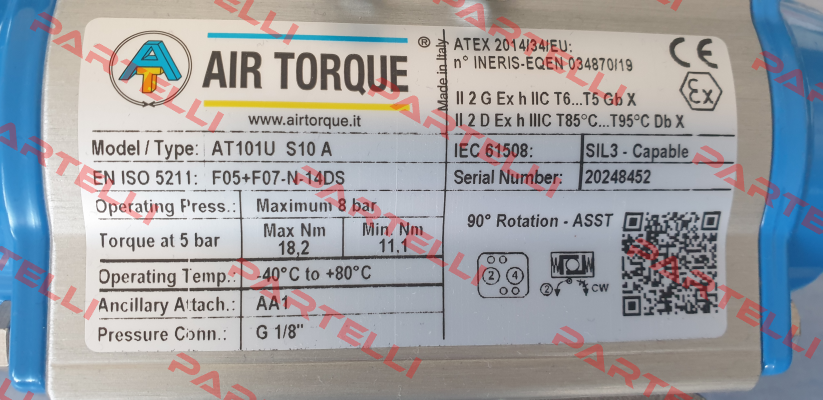 AT
AIR TORQUE ®
www.airtorque.it
Made in Italy
ATEX 2014/34/EU:
n° INERIS-EQEN 034870/19
CE
Ex
II 2 G Ex h IIC T6...T5 Gb X
II 2 D Ex h IIIC T85°C...T95°C Db X
Model / Type: AT101U S10 A
IEC 61508: SIL3 - Capable
EN ISO 5211: F05+F07-N-14DS
Serial Number: 20248452
Operating Press.: Maximum 8 bar
Torque at 5 bar
Max Nm
18,2
Min. Nm
11,1
Operating Temp.: -40°C to +80°C
Ancillary Attach.: AA1
Pressure Conn.: G 1/8"
90° Rotation - ASST
2 4
2 CW
PARTELLI
PARTELLI
PARTELLI
PARTELLI
PARTELLI
PARTELLI